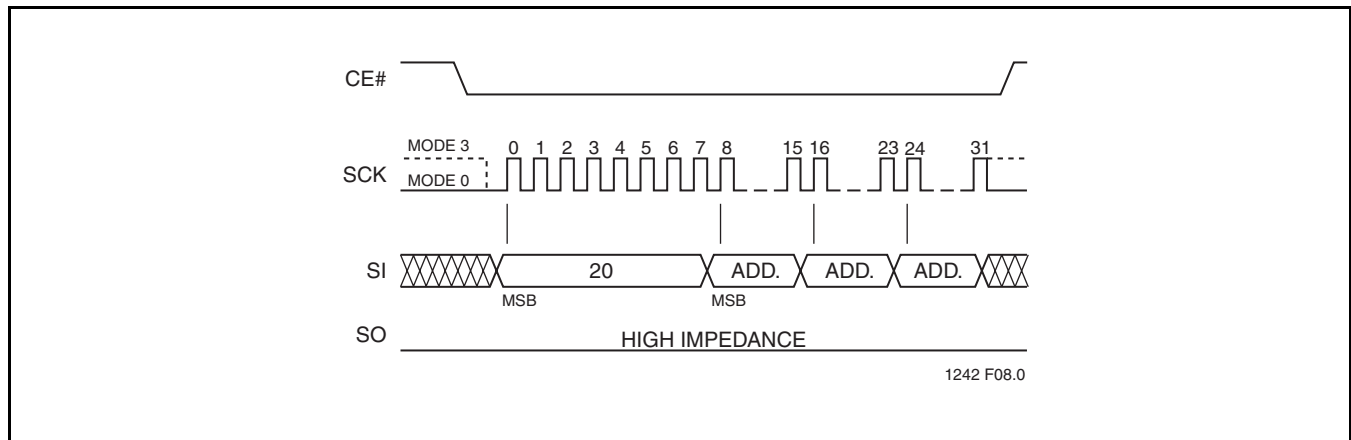 CE#
MODE 3
0 1 2 3 4 5 6 7 8 15 16 23 24 31
SCK
MODE 0
SI
20 ADD. ADD. ADD.
MSB MSB
SO
HIGH IMPEDANCE
1242 F08.0